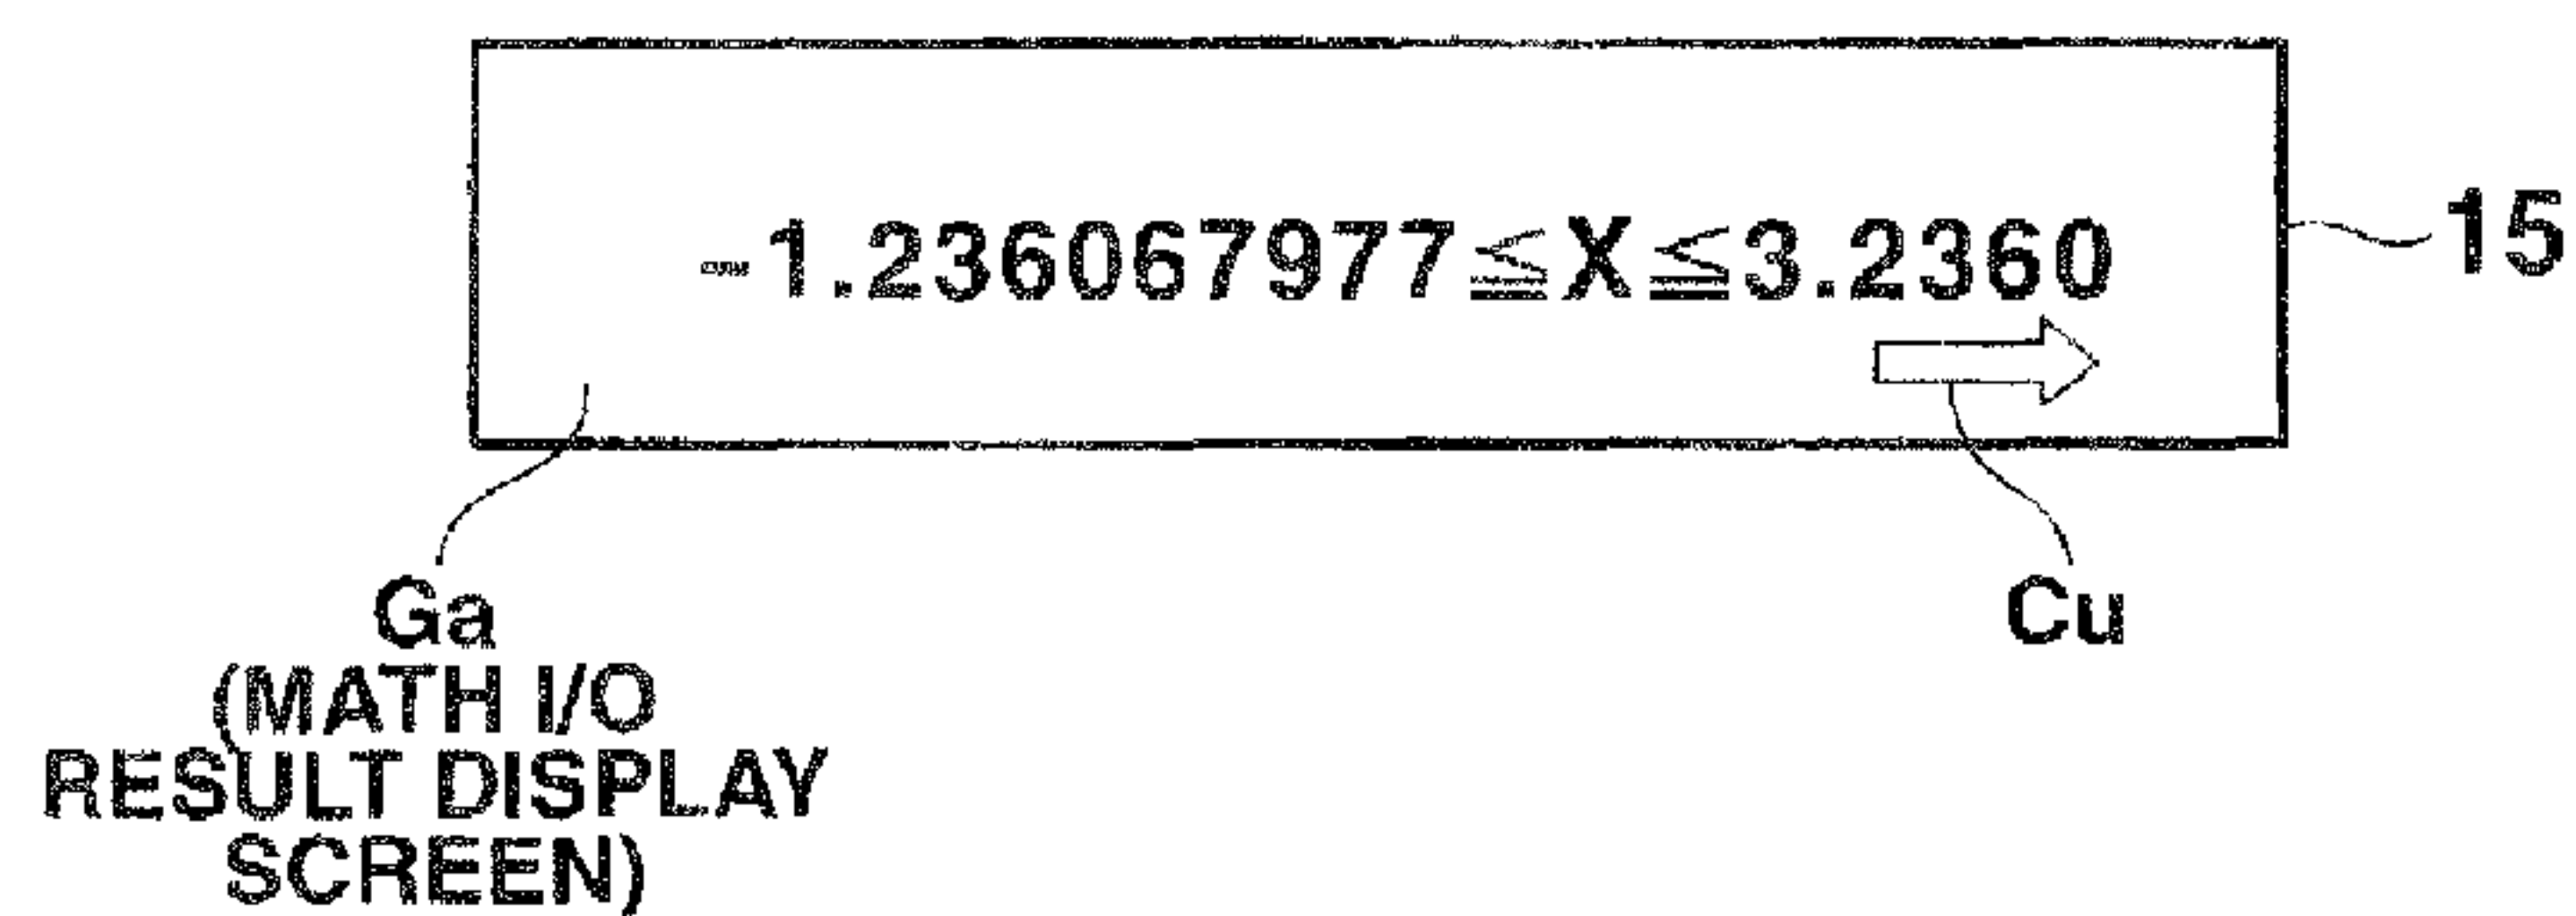 -1.236067977≦X≦3.2360
15
Ga
(MATH I/O
RESULT DISPLAY
SCREEN)
Cu